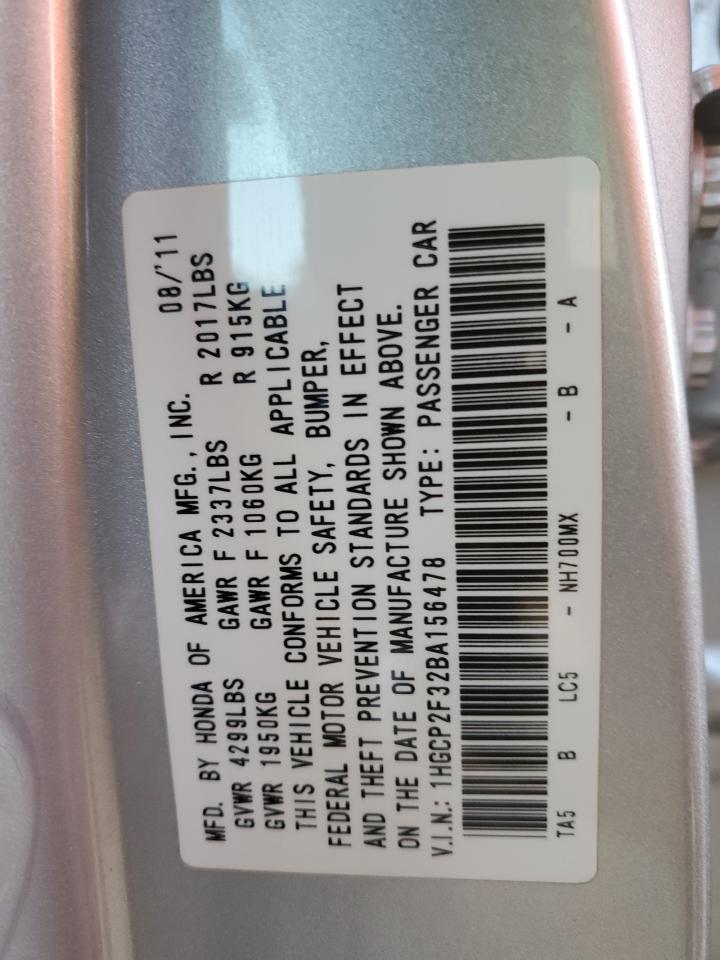 MFD. BY HONDA OF AMERICA MFG., INC. 08/'11
GVWR 4299LBS GAWR F 2337LBS R 2017LBS
GVWR 1950KG GAWR F 1060KG R 915KG
THIS VEHICLE CONFORMS TO ALL APPLICABLE
FEDERAL MOTOR VEHICLE SAFETY, BUMPER,
AND THEFT PREVENTION STANDARDS IN EFFECT
ON THE DATE OF MANUFACTURE SHOWN ABOVE.
V.I.N.: 1HGCP2F32BA156478 TYPE: PASSENGER CAR
TA5 B LC5 - NH700MX - B - A